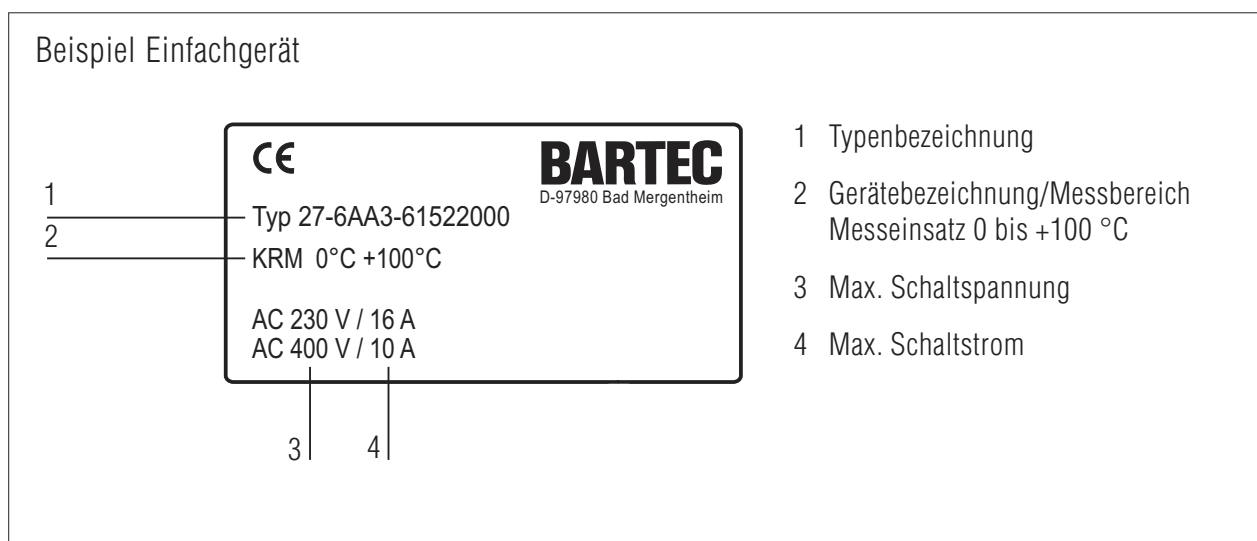 Beispiel Einfachgerät
CE
BARTEC
D-97980 Bad Mergentheim
1
Typ 27-6AA3-61522000
2
KRM 0°C +100°C
AC 230 V / 16 A
AC 400 V / 10 A
3
4
1 Typenbezeichnung
2 Gerätebezeichnung/Messbereich
Messeinsatz 0 bis +100 °C
3 Max. Schaltspannung
4 Max. Schaltstrom